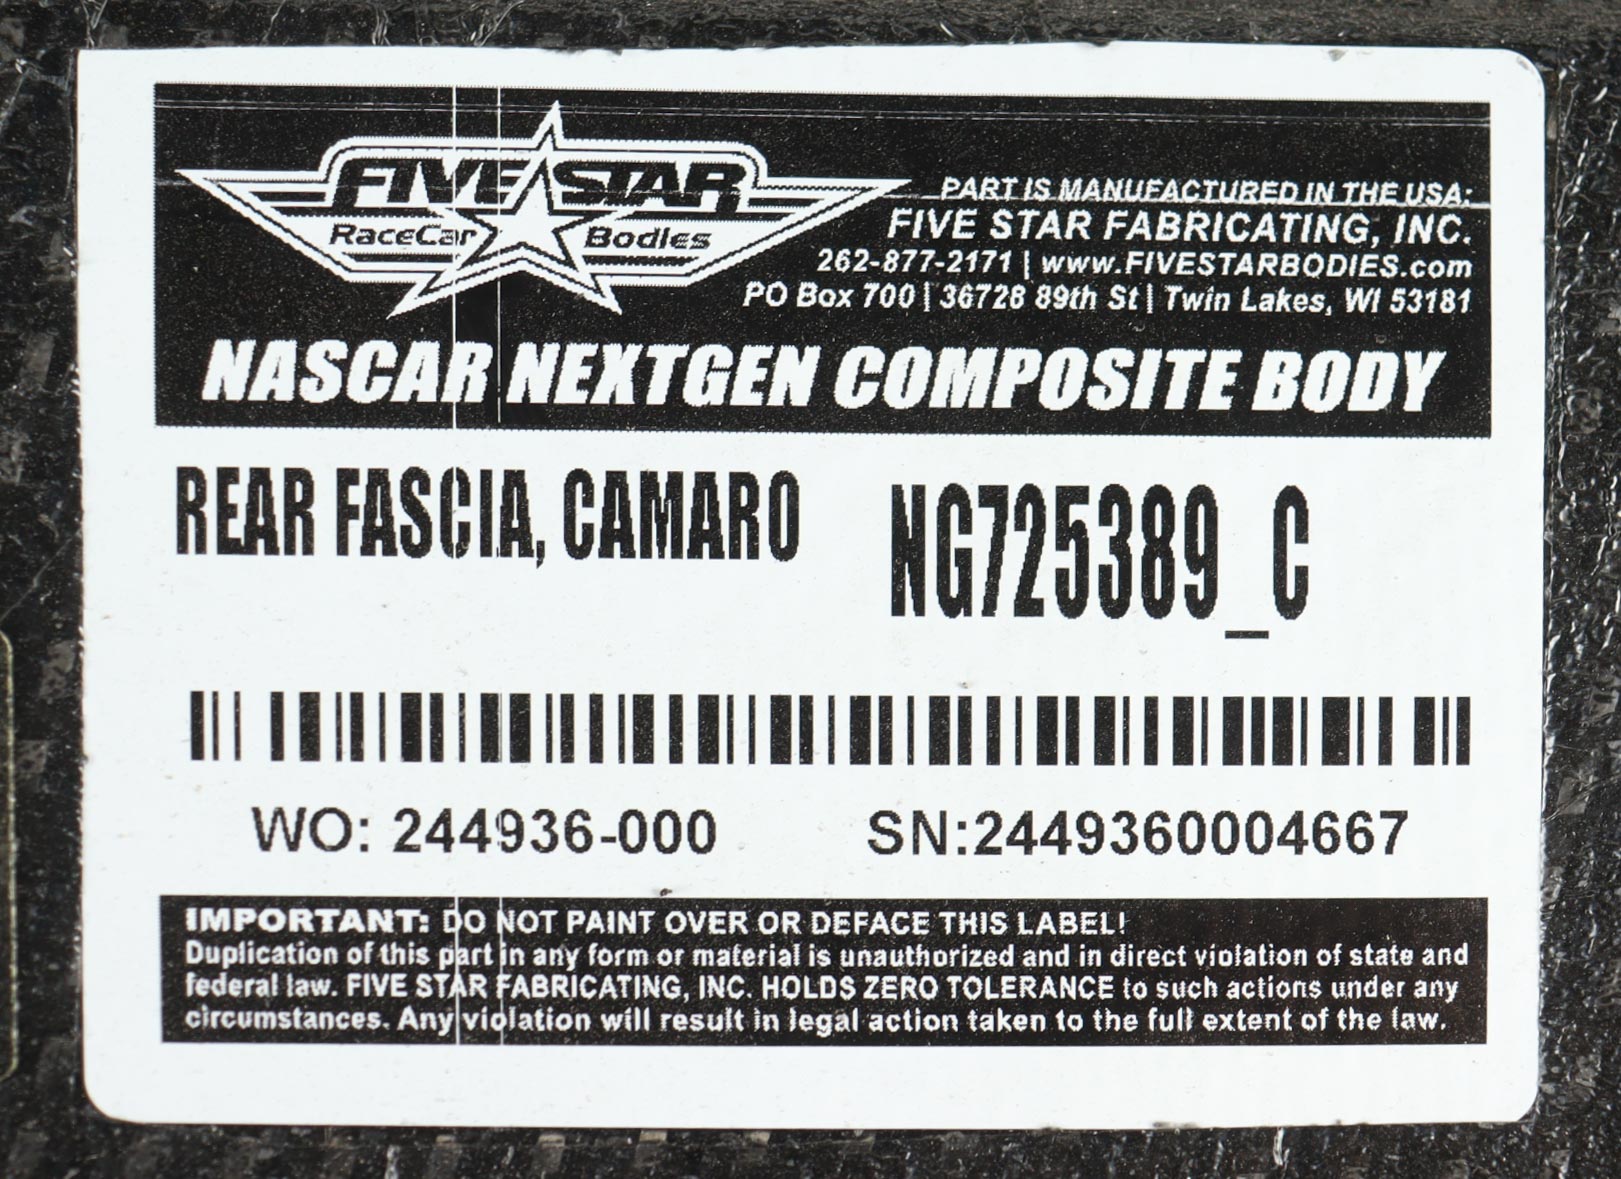 FIVE STAR
RaceCar Bodies
PART IS MANUFACTURED IN THE USA:
FIVE STAR FABRICATING, INC.
262-877-2171 | www.FIVESTARBODIES.com
PO Box 700 | 36728 89th St | Twin Lakes, WI 53181
NASCAR NEXTGEN COMPOSITE BODY
REAR FASCIA, CAMARO
NG725389_C
WO: 244936-000
SN:2449360004667
IMPORTANT: DO NOT PAINT OVER OR DEFACE THIS LABEL!
Duplication of this part in any form or material is unauthorized and in direct violation of state and
federal law. FIVE STAR FABRICATING, INC. HOLDS ZERO TOLERANCE to such actions under any
circumstances. Any violation will result in legal action taken to the full extent of the law.